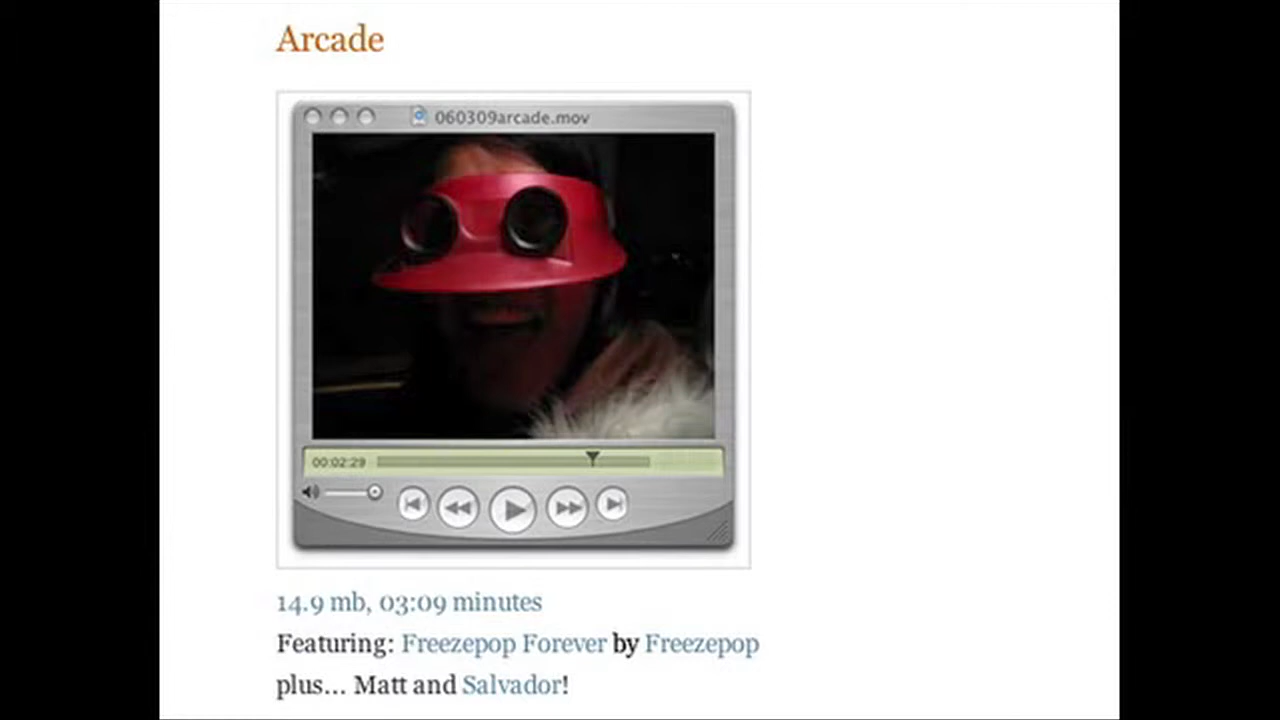 Arcade
060309arcade.mov
00:02:29
14.9 mb, 03:09 minutes
Featuring: Freezepop Forever by Freezepop
plus... Matt and Salvador!